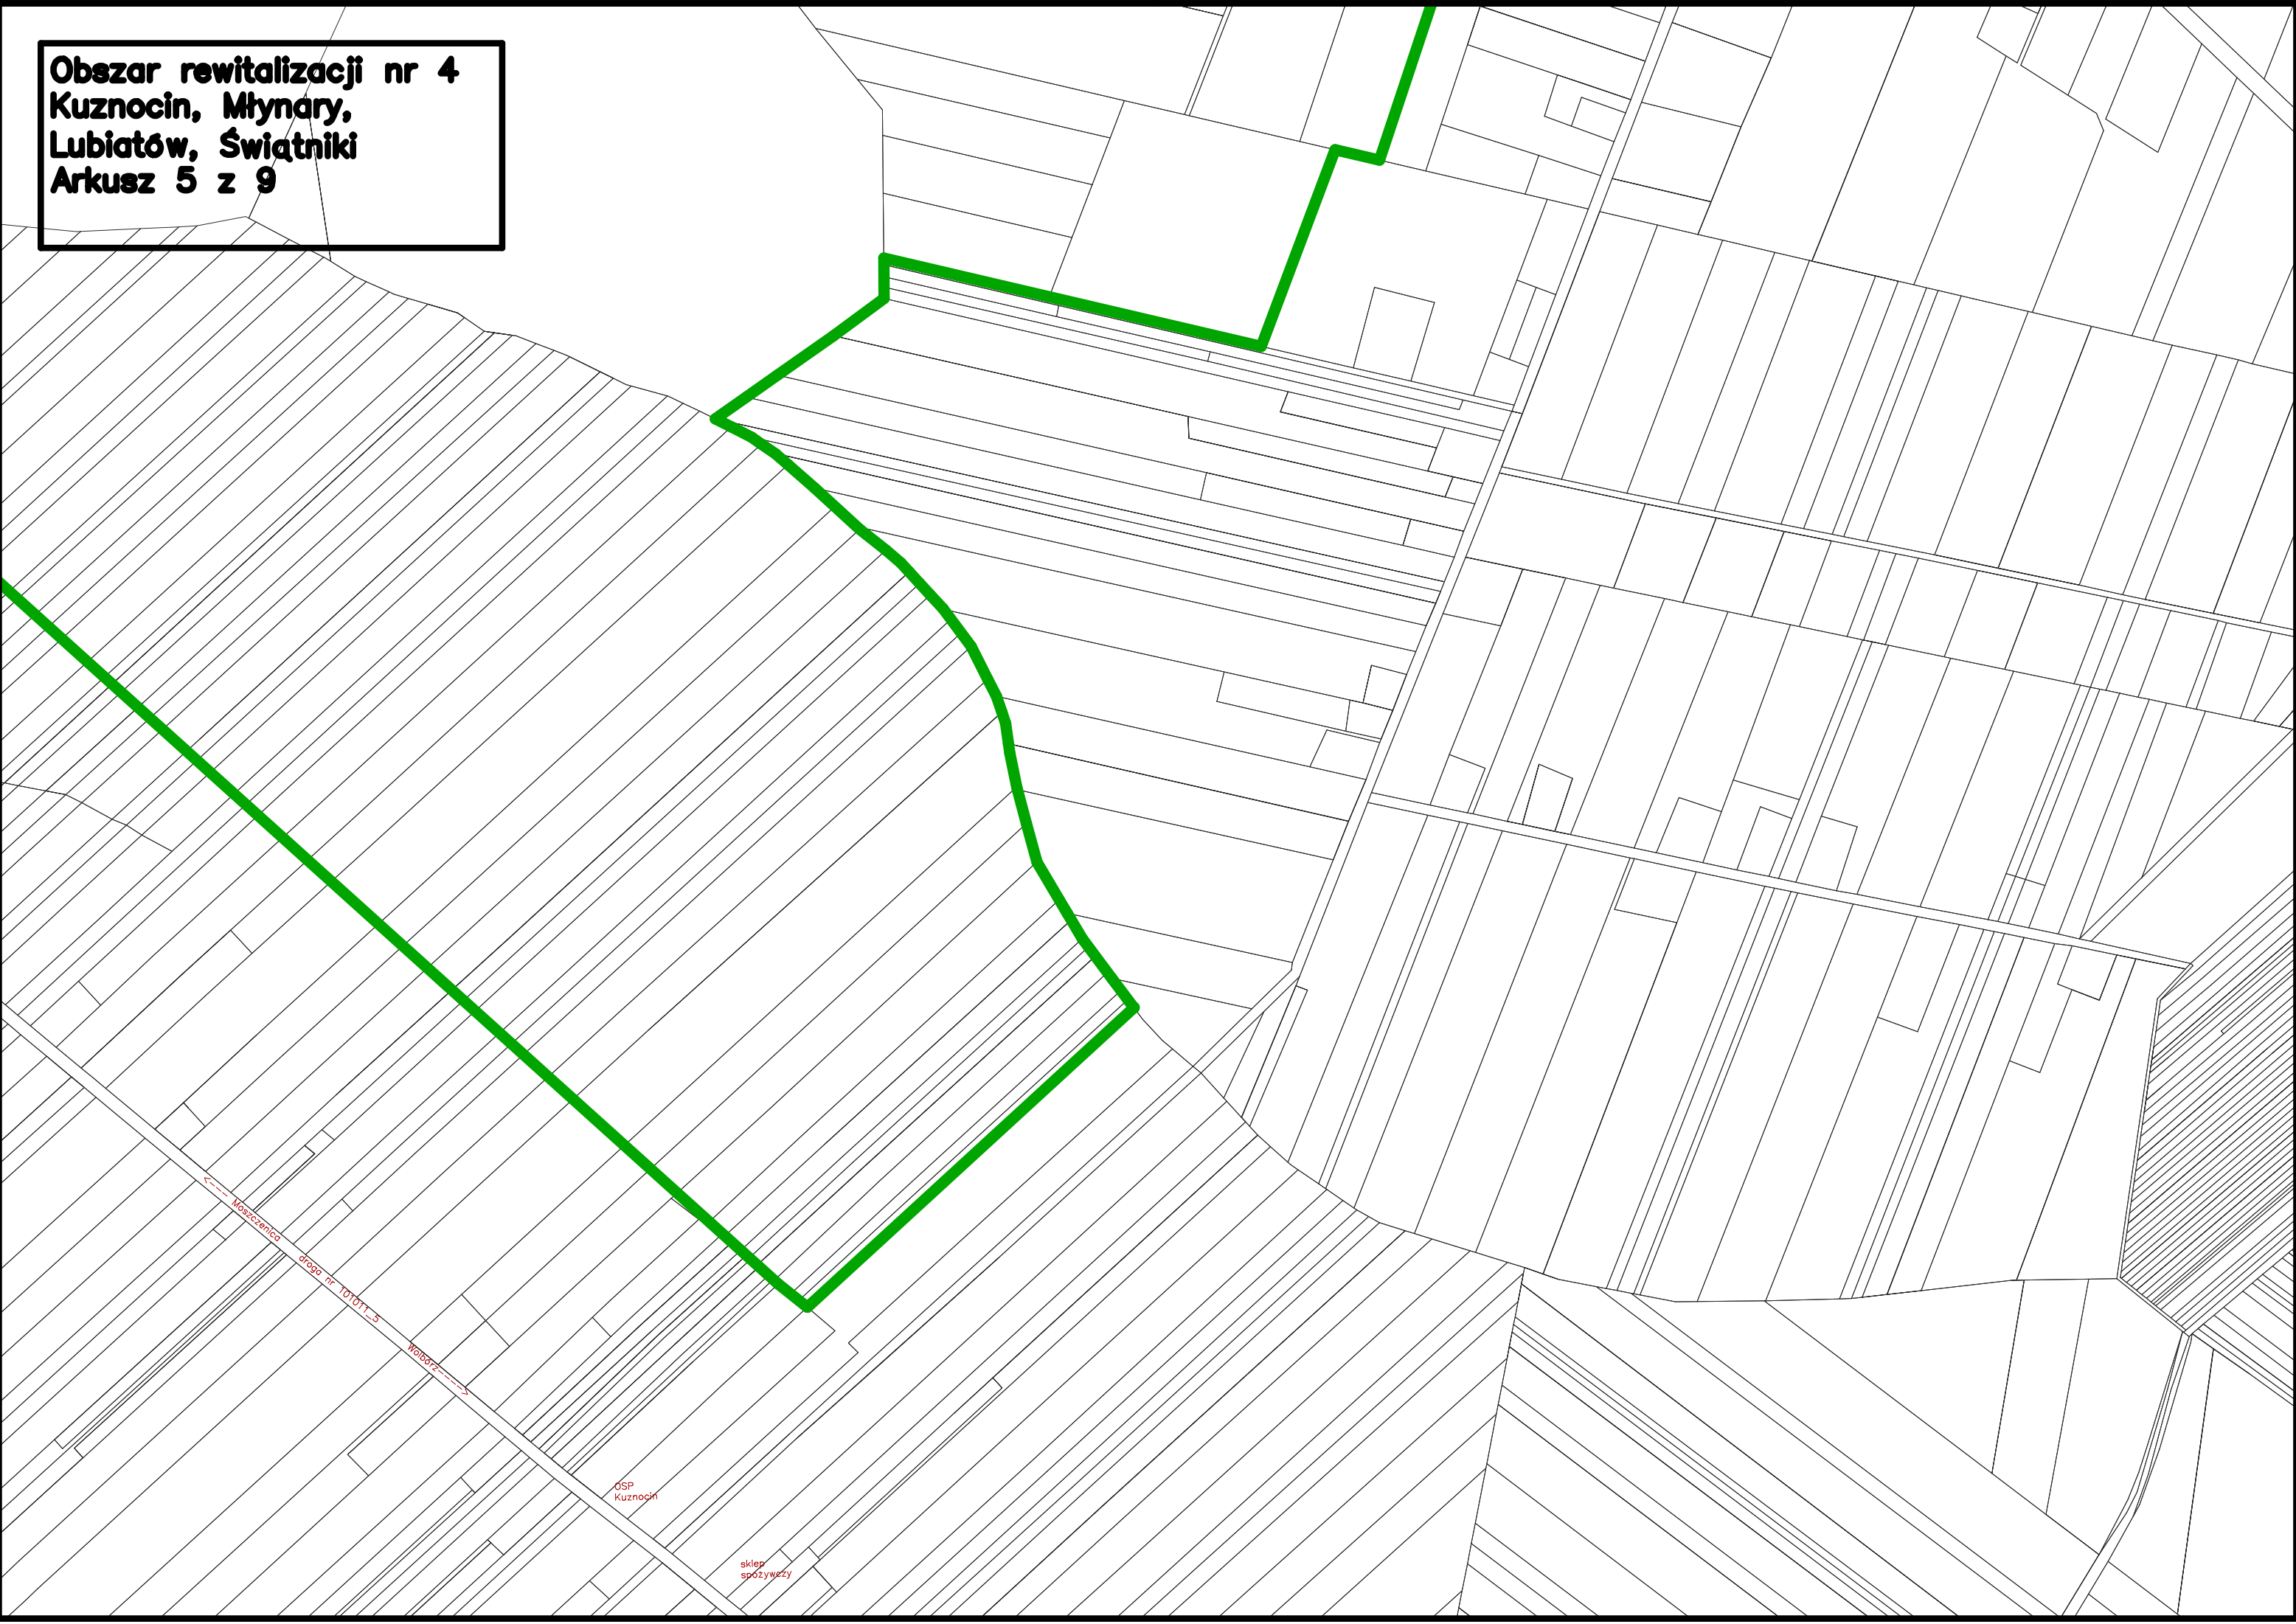 Obszar rewitalizacji nr 4
Kuznocin, Młynary,
Lubiatów, Świątniki
Arkusz 5 z 9
<---- Moszczenica
droga nr 101011_5
Wolbórz---->
OSP
Kuznocin
sklep
spożywczy